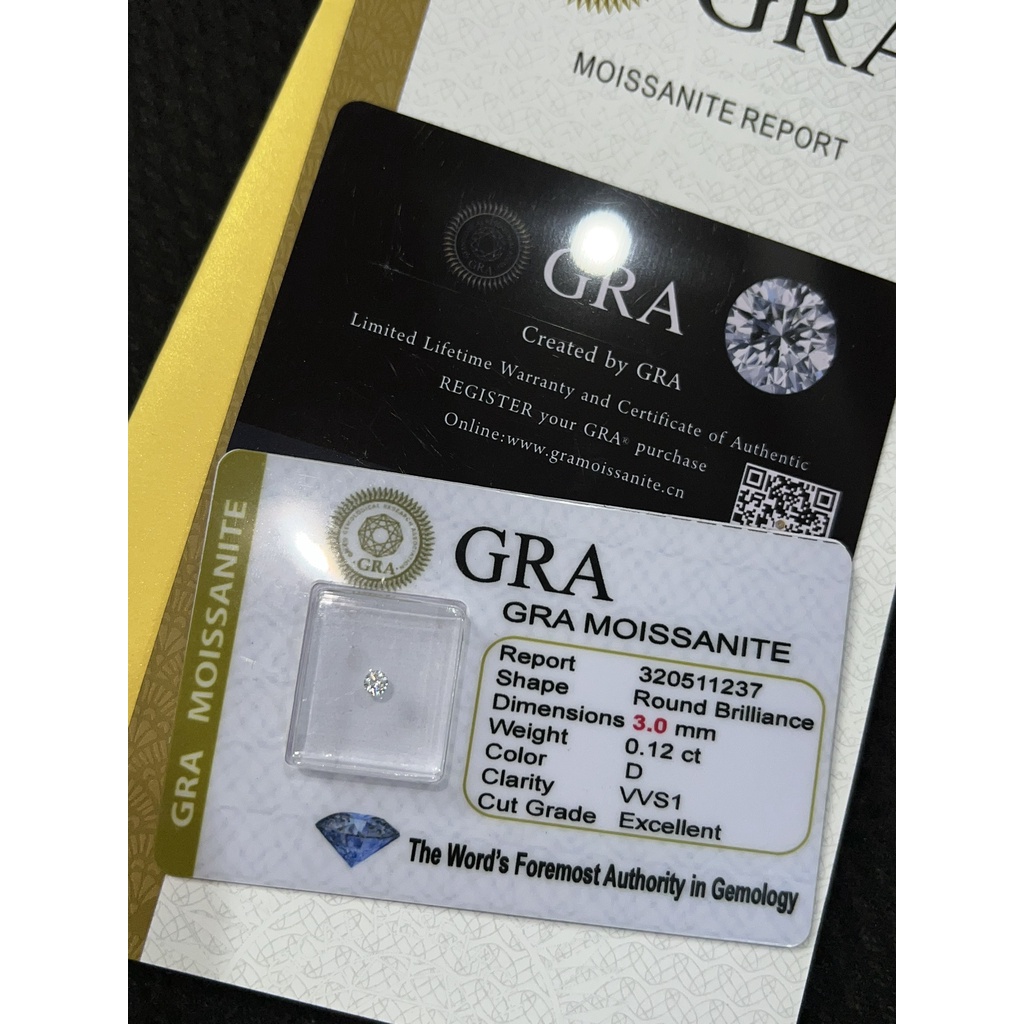 GRA
MOISSANITE REPORT
GRA
GRA
Created by GRA
Limited Lifetime Warranty and Certificate of Authentic
REGISTER your GRA® purchase
Online:www.gramoissanite.cn
GRA MOISSANITE
GRA
GRA
GRA MOISSANITE
Report 320511237
Shape Round Brilliance
Dimensions 3.0 mm
Weight 0.12 ct
Color D
Clarity VVS1
Cut Grade Excellent
The Word's Foremost Authority in Gemology